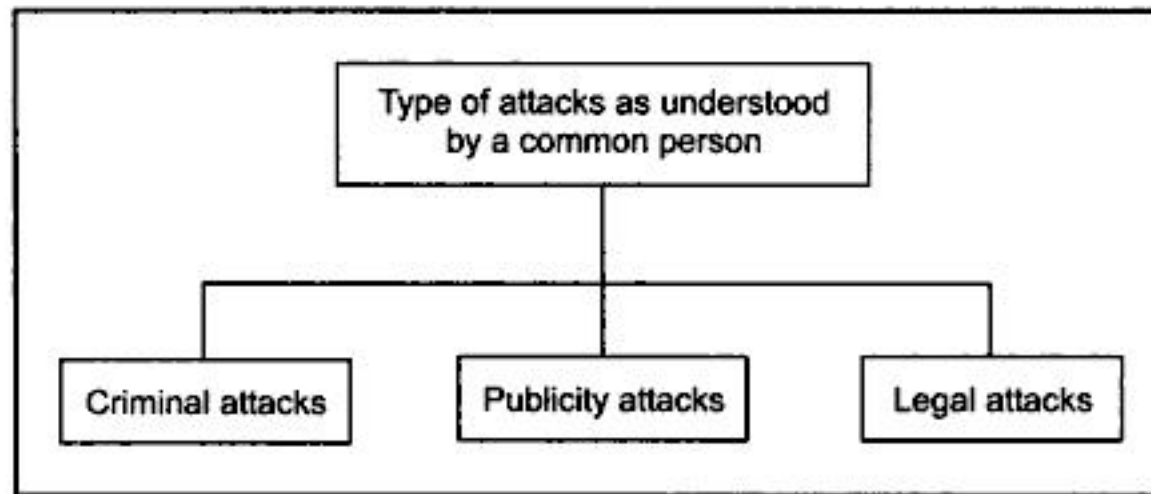 Type of attacks as understood
by a common person
Criminal attacks
Publicity attacks
Legal attacks